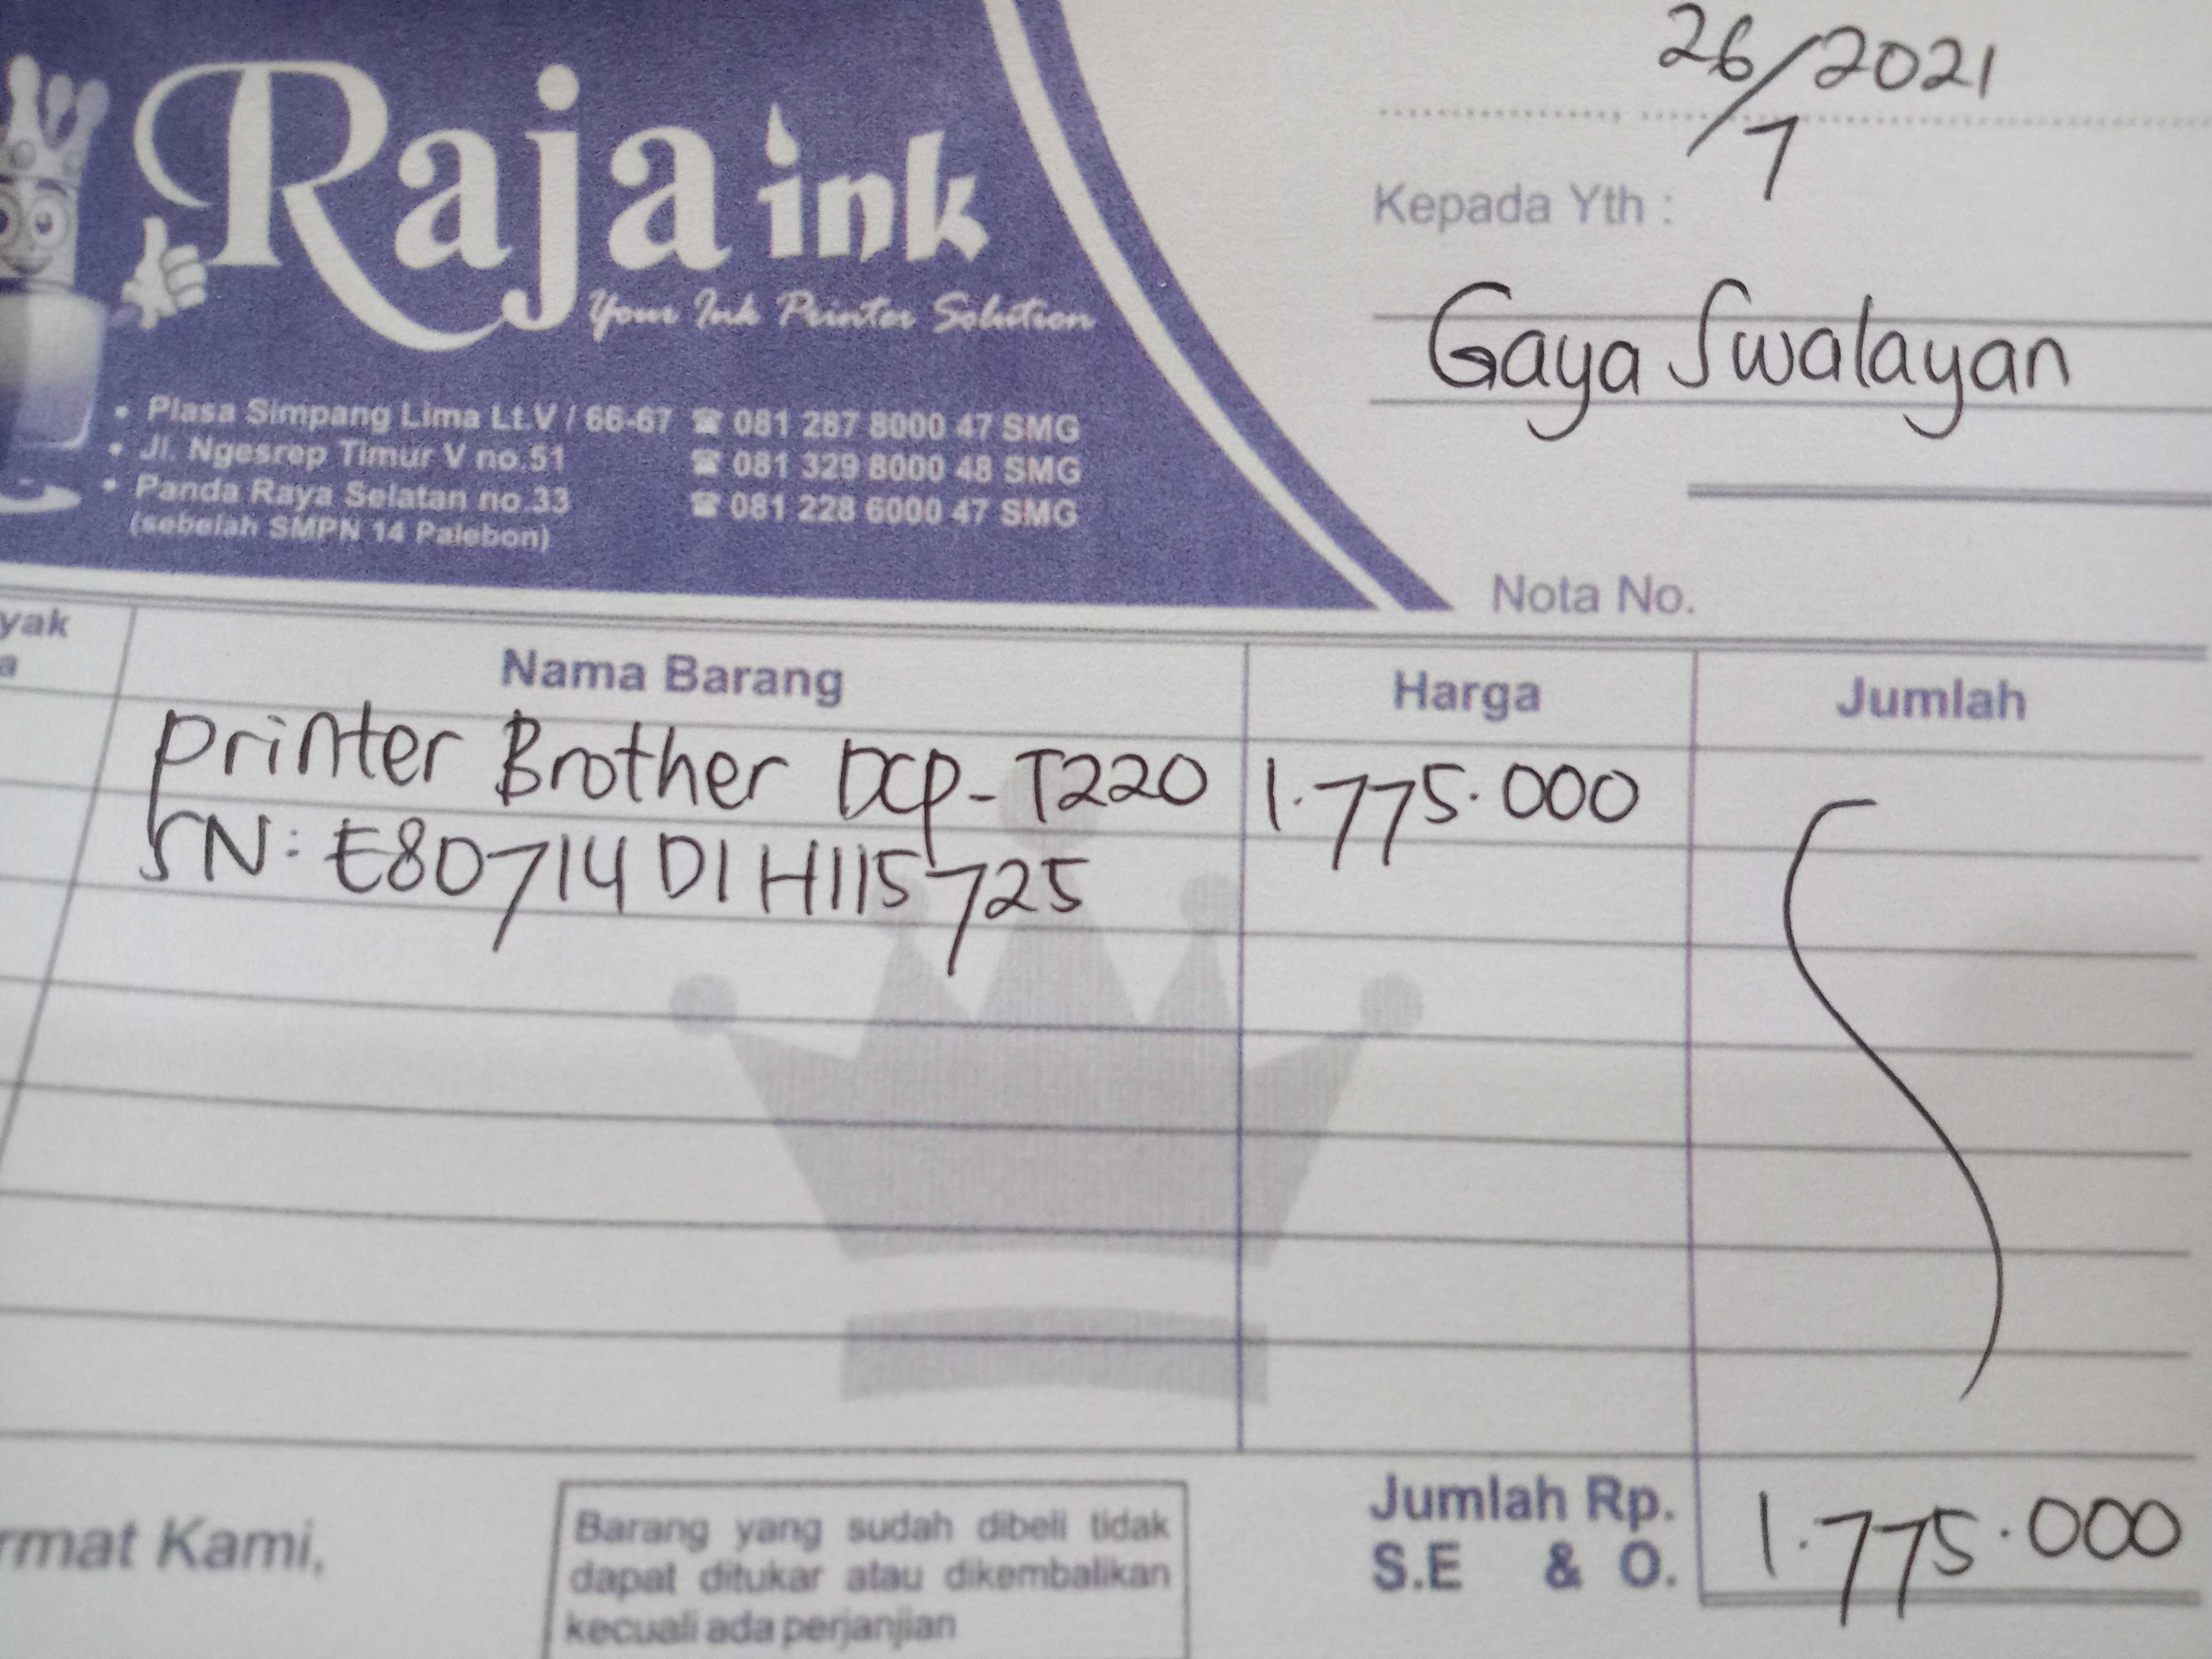 26/7 2021
Raja ink
Your Ink Printer Solution
Kepada Yth :
Gaya Swalayan
• Plasa Simpang Lima Lt.V / 66-67 ☎ 081 287 8000 47 SMG
• Jl. Ngesrep Timur V no.51 ☎ 081 329 8000 48 SMG
• Panda Raya Selatan no.33 ☎ 081 228 6000 47 SMG
(sebelah SMPN 14 Palebon)
Nota No.
yak
a
Nama Barang Harga Jumlah
Printer Brother DCP-T220 1.775.000
SN: E80714D1H115725
rmat Kami,
Barang yang sudah dibeli tidak
dapat ditukar atau dikembalikan
kecuali ada perjanjian
Jumlah Rp. 1.775.000
S.E & O.